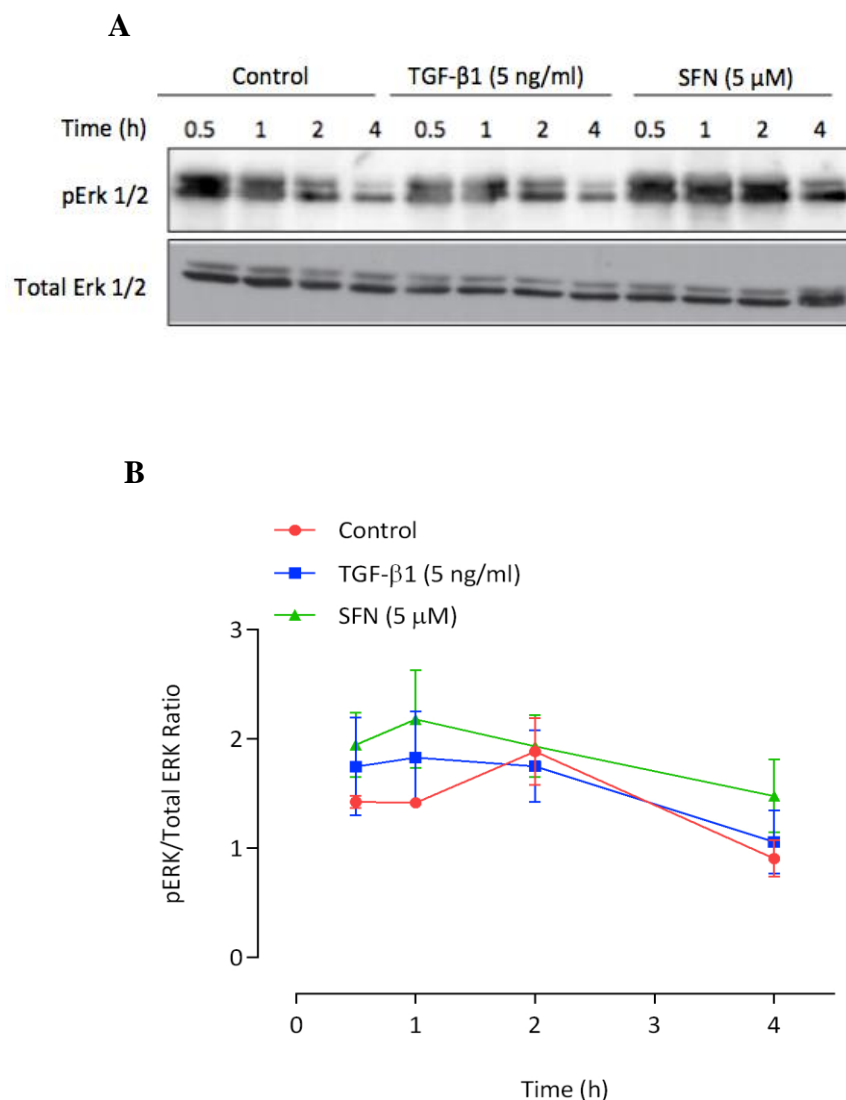 A
Control TGF-β1 (5 ng/ml) SFN (5 μM)
Time (h) 0.5 1 2 4 0.5 1 2 4 0.5 1 2 4
pErk 1/2
Total Erk 1/2
B
Control
TGF-β1 (5 ng/ml)
SFN (5 μM)
3
2
1
0
pERK/Total ERK Ratio
0 1 2 3 4
Time (h)